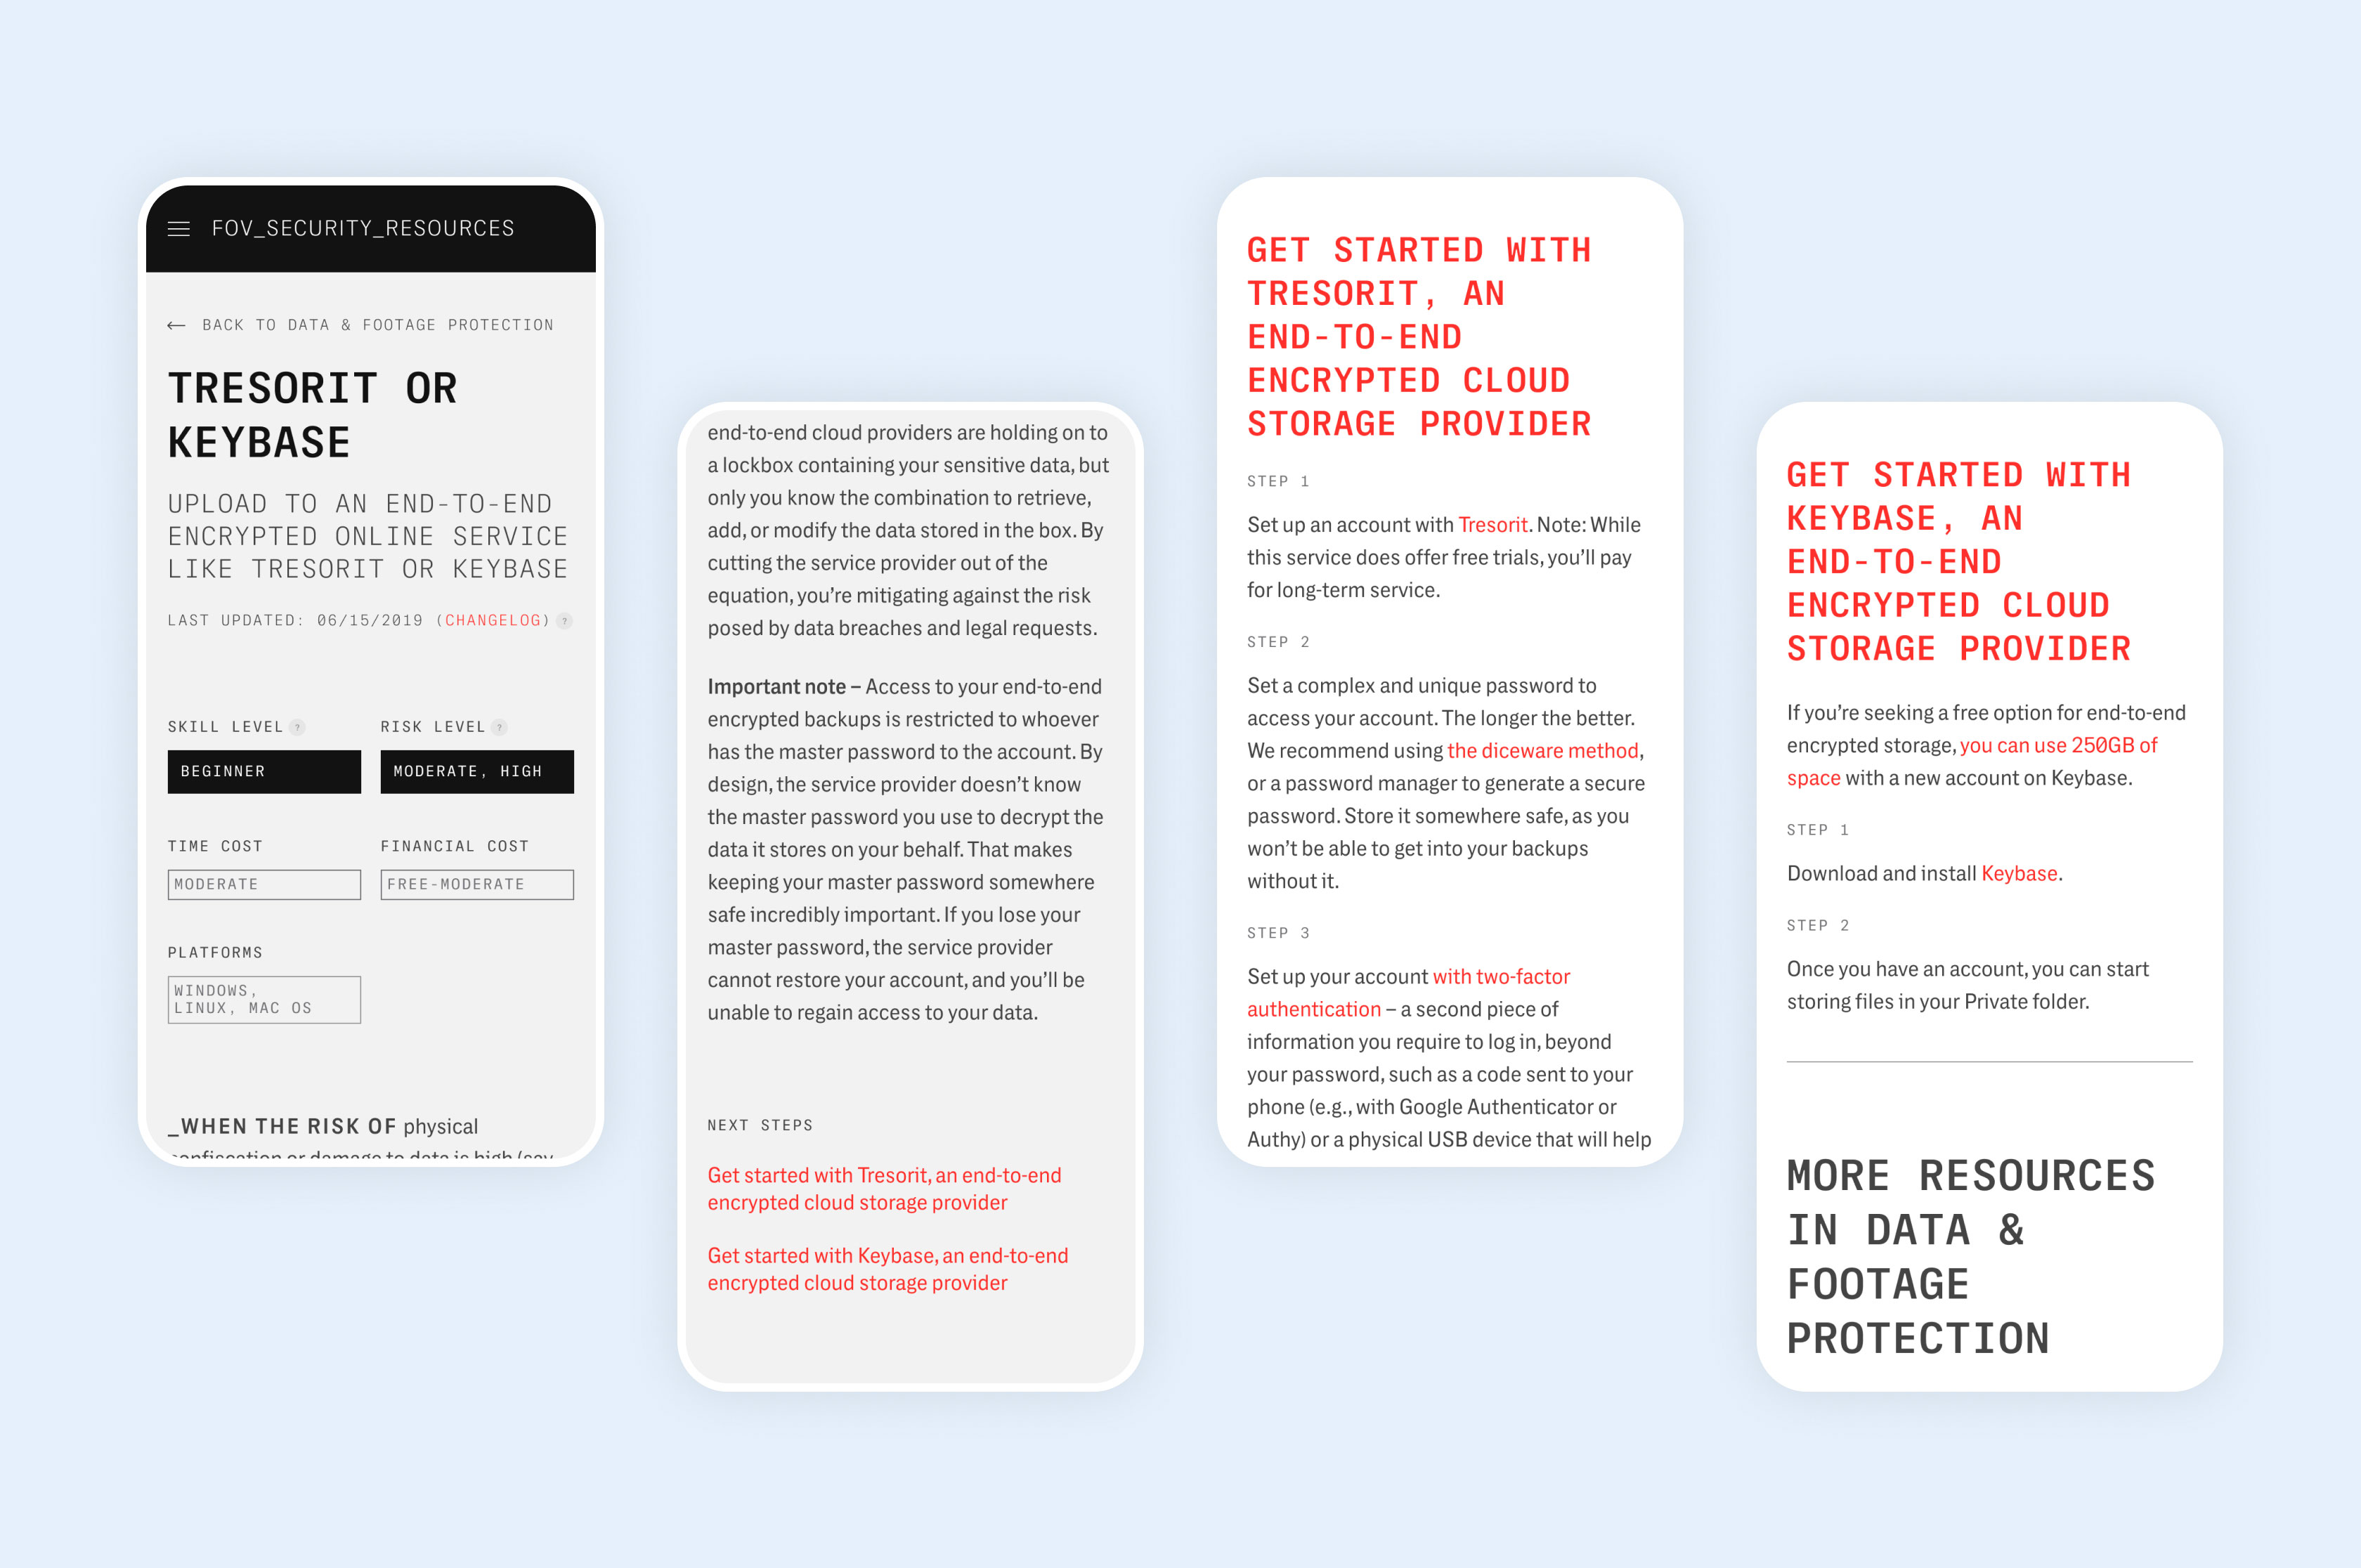 FOV_SECURITY_RESOURCES
← BACK TO DATA & FOOTAGE PROTECTION
TRESORIT OR
KEYBASE
UPLOAD TO AN END-TO-END
ENCRYPTED ONLINE SERVICE
LIKE TRESORIT OR KEYBASE
LAST UPDATED: 06/15/2019 (CHANGELOG) ?
SKILL LEVEL ? RISK LEVEL ?
BEGINNER MODERATE, HIGH
TIME COST FINANCIAL COST
MODERATE FREE-MODERATE
PLATFORMS
WINDOWS,
LINUX, MAC OS
_WHEN THE RISK OF physical
confiscation or damage to data is high (say
end-to-end cloud providers are holding on to
a lockbox containing your sensitive data, but
only you know the combination to retrieve,
add, or modify the data stored in the box. By
cutting the service provider out of the
equation, you’re mitigating against the risk
posed by data breaches and legal requests.
Important note – Access to your end-to-end
encrypted backups is restricted to whoever
has the master password to the account. By
design, the service provider doesn’t know
the master password you use to decrypt the
data it stores on your behalf. That makes
keeping your master password somewhere
safe incredibly important. If you lose your
master password, the service provider
cannot restore your account, and you’ll be
unable to regain access to your data.
NEXT STEPS
Get started with Tresorit, an end-to-end
encrypted cloud storage provider
Get started with Keybase, an end-to-end
encrypted cloud storage provider
GET STARTED WITH
TRESORIT, AN
END-TO-END
ENCRYPTED CLOUD
STORAGE PROVIDER
STEP 1
Set up an account with Tresorit. Note: While
this service does offer free trials, you’ll pay
for long-term service.
STEP 2
Set a complex and unique password to
access your account. The longer the better.
We recommend using the diceware method,
or a password manager to generate a secure
password. Store it somewhere safe, as you
won’t be able to get into your backups
without it.
STEP 3
Set up your account with two-factor
authentication – a second piece of
information you require to log in, beyond
your password, such as a code sent to your
phone (e.g., with Google Authenticator or
Authy) or a physical USB device that will help
GET STARTED WITH
KEYBASE, AN
END-TO-END
ENCRYPTED CLOUD
STORAGE PROVIDER
If you’re seeking a free option for end-to-end
encrypted storage, you can use 250GB of
space with a new account on Keybase.
STEP 1
Download and install Keybase.
STEP 2
Once you have an account, you can start
storing files in your Private folder.
MORE RESOURCES
IN DATA &
FOOTAGE
PROTECTION